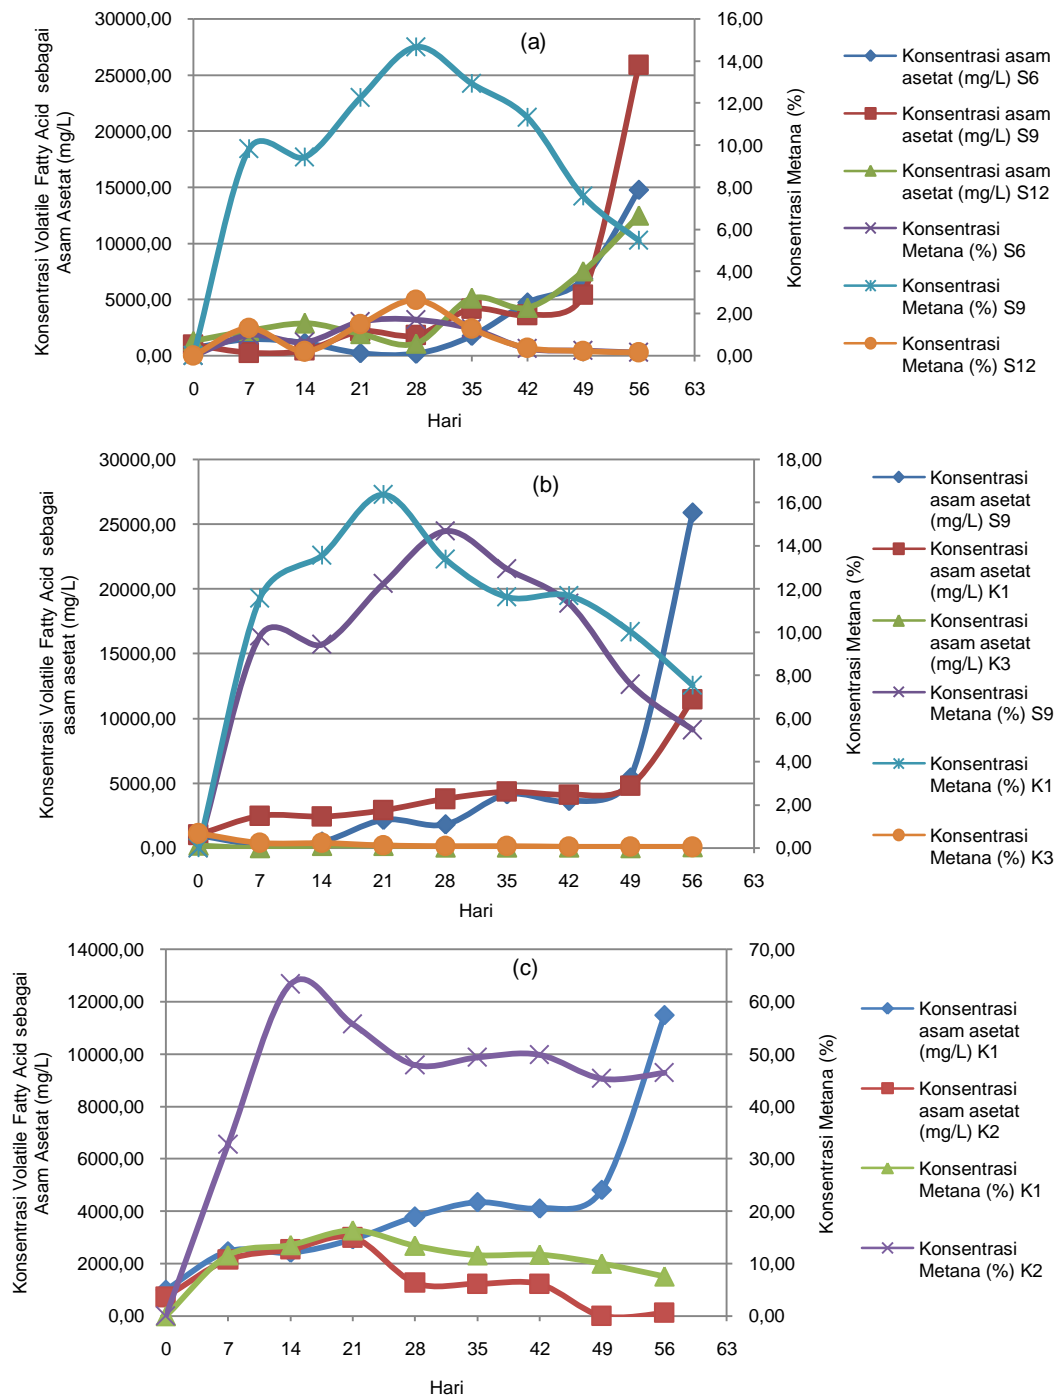 (a)
Konsentrasi Volatile Fatty Acid sebagai
Asam Asetat (mg/L)
30000,00
25000,00
20000,00
15000,00
10000,00
5000,00
0,00
16,00
14,00
12,00
10,00
8,00
6,00
4,00
2,00
0,00
Konsentrasi Metana (%)
0 7 14 21 28 35 42 49 56 63
Hari
Konsentrasi asam
asetat (mg/L) S6
Konsentrasi asam
asetat (mg/L) S9
Konsentrasi asam
asetat (mg/L) S12
Konsentrasi
Metana (%) S6
Konsentrasi
Metana (%) S9
Konsentrasi
Metana (%) S12
(b)
Konsentrasi Volatile Fatty Acid sebagai
asam asetat (mg/L)
30000,00
25000,00
20000,00
15000,00
10000,00
5000,00
0,00
18,00
16,00
14,00
12,00
10,00
8,00
6,00
4,00
2,00
0,00
Konsentrasi Metana (%)
0 7 14 21 28 35 42 49 56 63
Hari
Konsentrasi
asam asetat
(mg/L) S9
Konsentrasi
asam asetat
(mg/L) K1
Konsentrasi
asam asetat
(mg/L) K3
Konsentrasi
Metana (%) S9
Konsentrasi
Metana (%) K1
Konsentrasi
Metana (%) K3
(c)
Konsentrasi Volatile Fatty Acid sebagai
Asam Asetat (mg/L)
14000,00
12000,00
10000,00
8000,00
6000,00
4000,00
2000,00
0,00
70,00
60,00
50,00
40,00
30,00
20,00
10,00
0,00
Konsentrasi Metana (%)
0 7 14 21 28 35 42 49 56 63
Hari
Konsentrasi
asam asetat
(mg/L) K1
Konsentrasi
asam asetat
(mg/L) K2
Konsentrasi
Metana (%) K1
Konsentrasi
Metana (%) K2